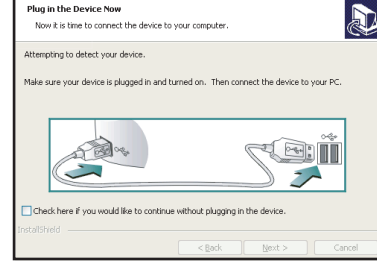 Plug in the Device Now
Now it is time to connect the device to your computer.
Attempting to detect your device.
Make sure your device is plugged in and turned on. Then connect the device to your PC.
Check here if you would like to continue without plugging in the device.
InstallShield
< Back Next > Cancel